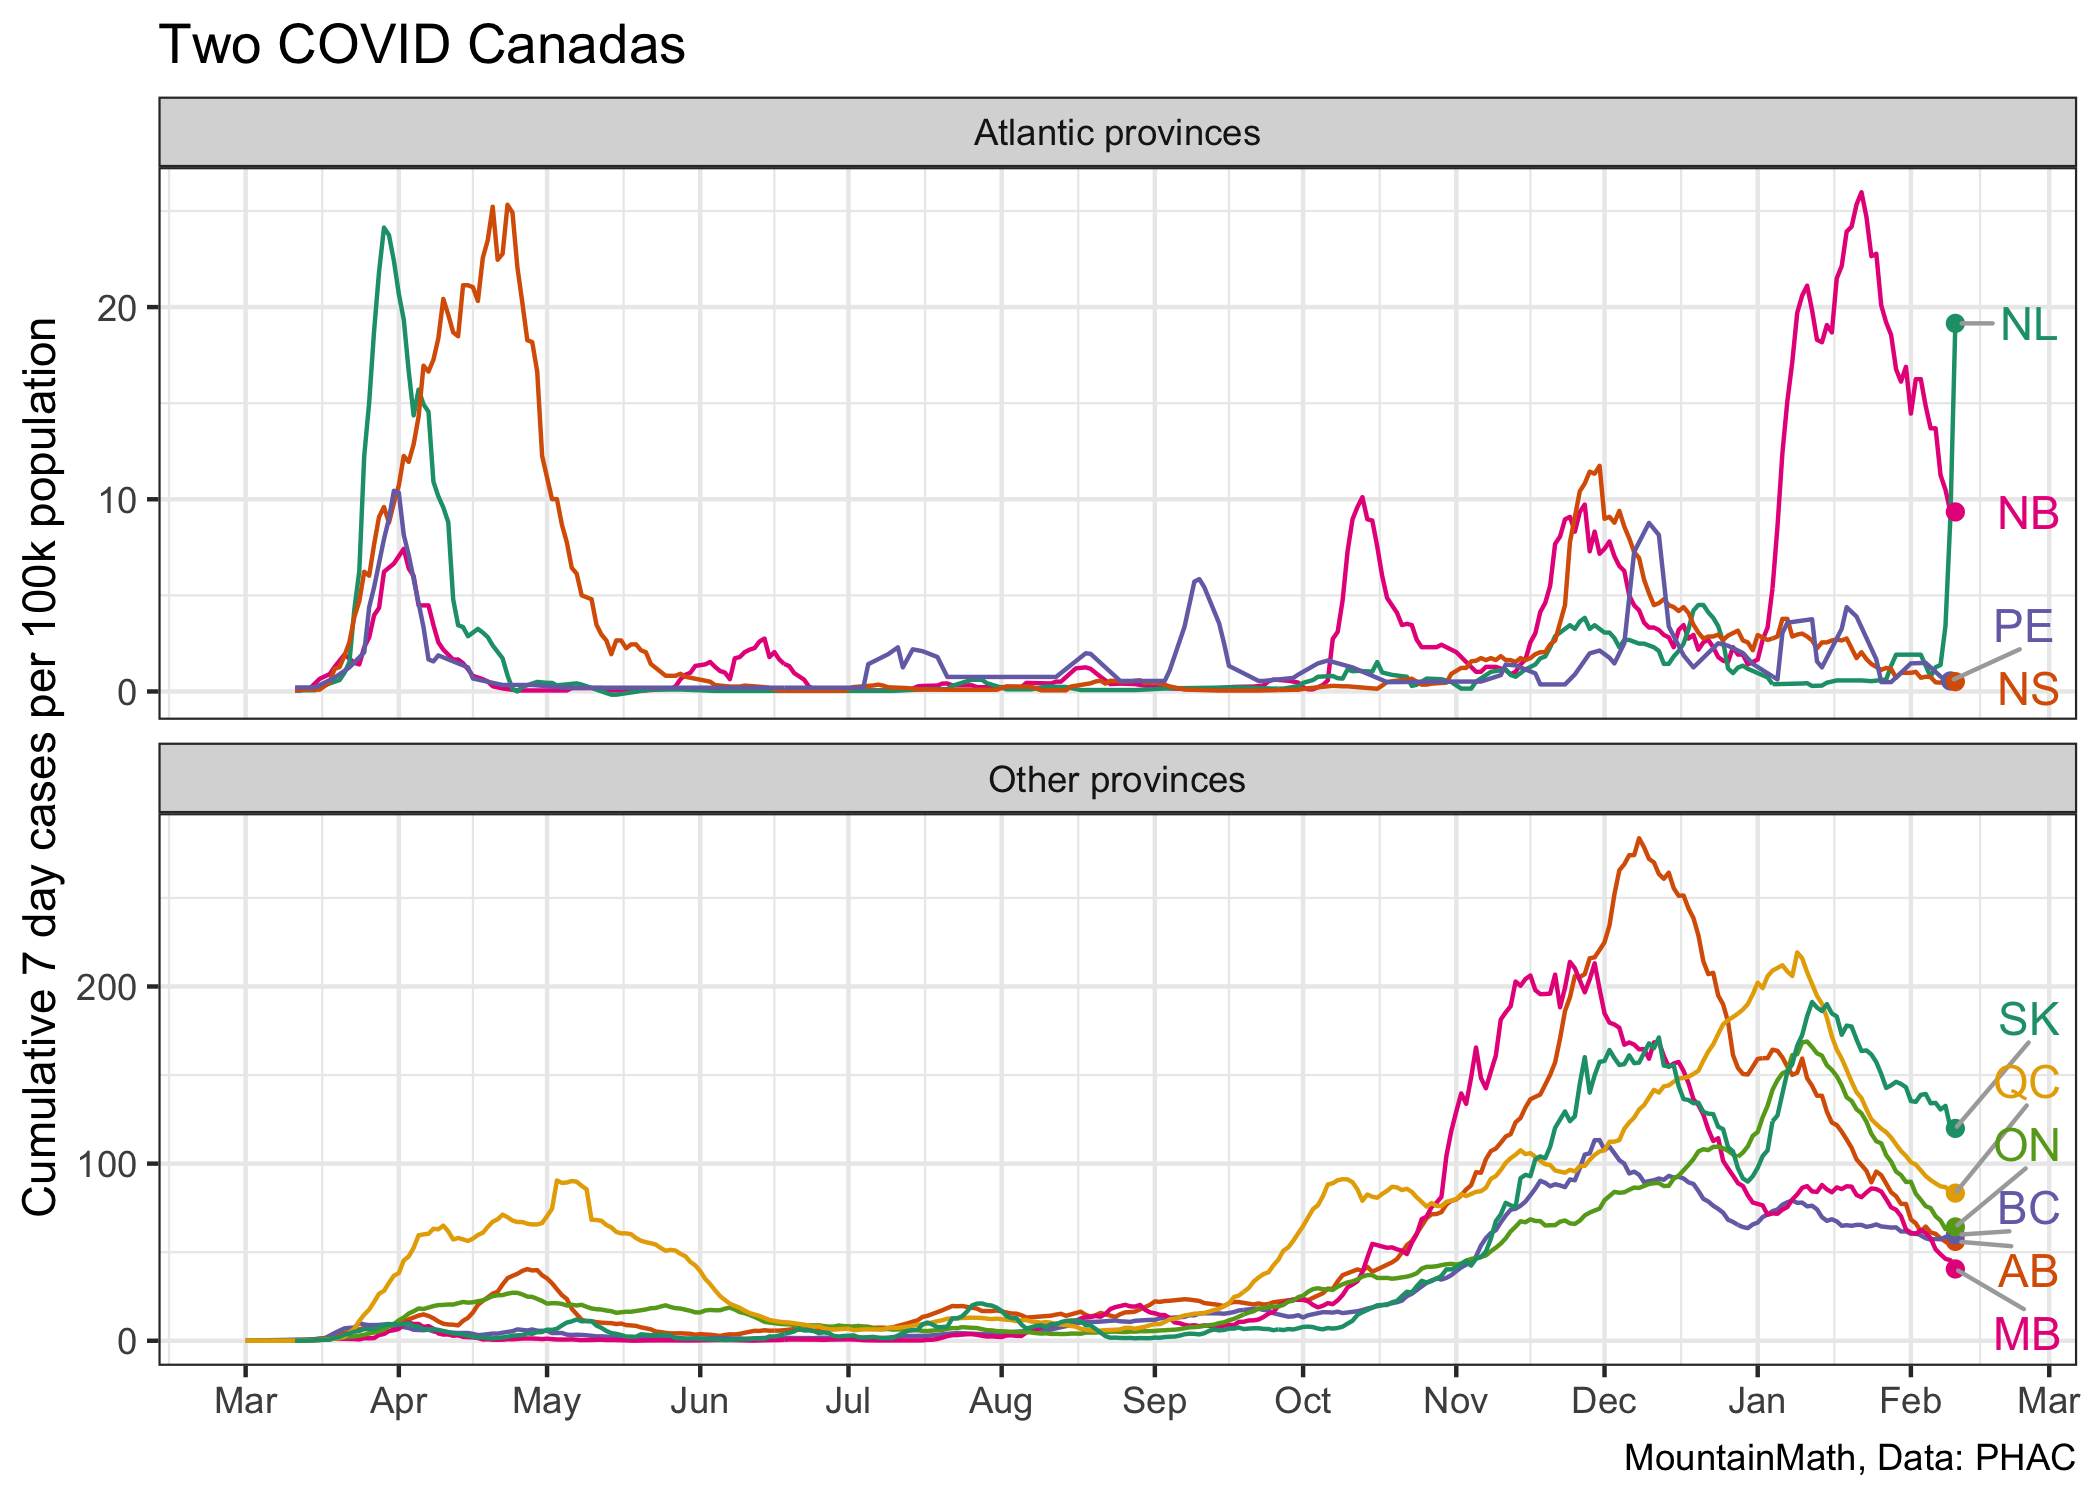 Two COVID Canadas
Atlantic provinces
Cumulative 7 day cases per 100k population
20
10
0
NL
NB
PE
NS
Other provinces
200
100
0
SK
QC
ON
BC
AB
MB
Mar Apr May Jun Jul Aug Sep Oct Nov Dec Jan Feb Mar
MountainMath, Data: PHAC